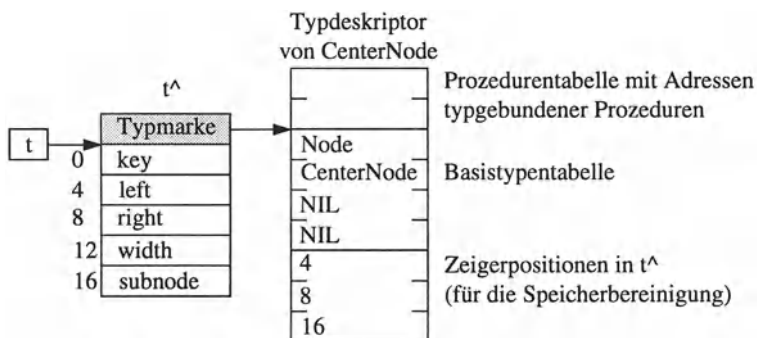 Typdeskriptor
von CenterNode
Prozedurentabelle mit Adressen
typgebundener Prozeduren
t^
Typmarke
t
0 key
4 left
8 right
12 width
16 subnode
Node
CenterNode
NIL
NIL
Basistypentabelle
4
8
16
Zeigerpositionen in t^
(für die Speicherbereinigung)